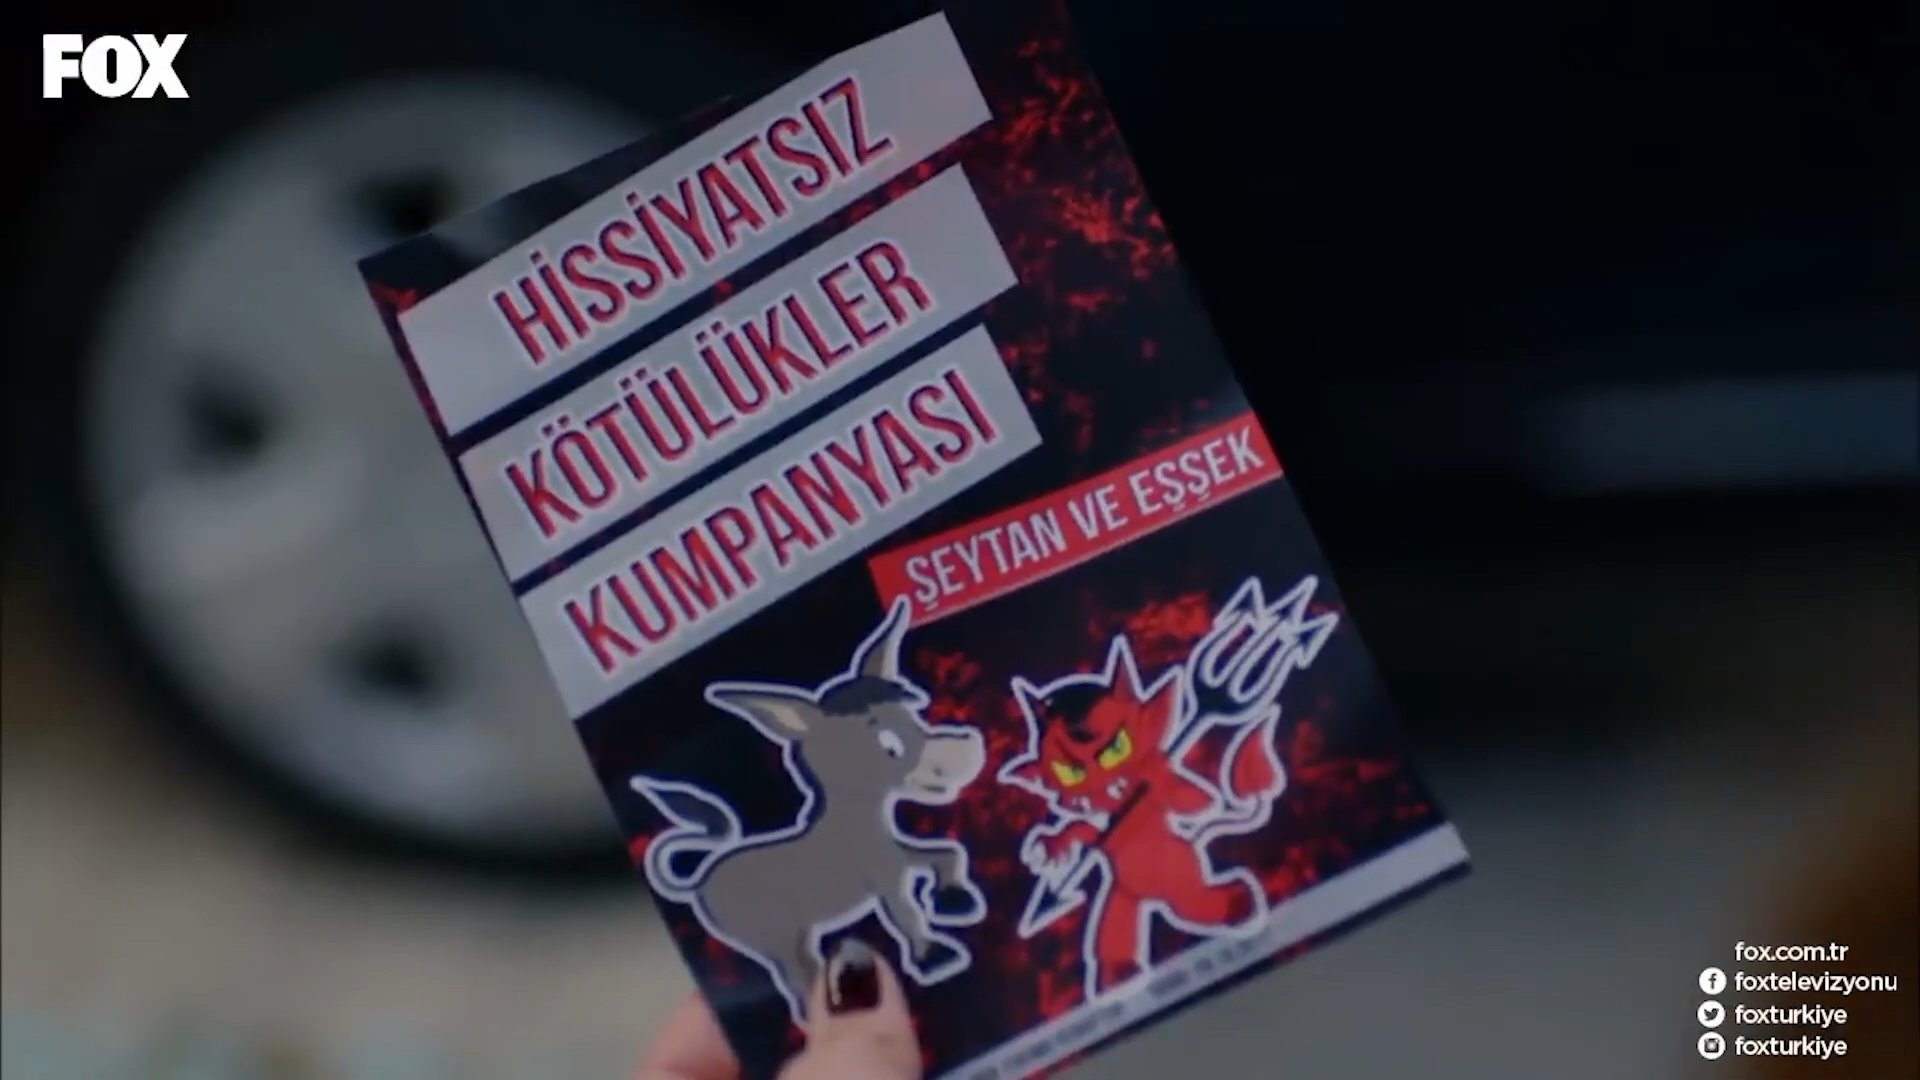 FOX
HİSSİYATSIZ
KÖTÜLÜKLER
KUMPANYASI
ŞEYTAN VE EŞŞEK
fox.com.tr
foxtelevizyonu
foxturkiye
foxturkiye